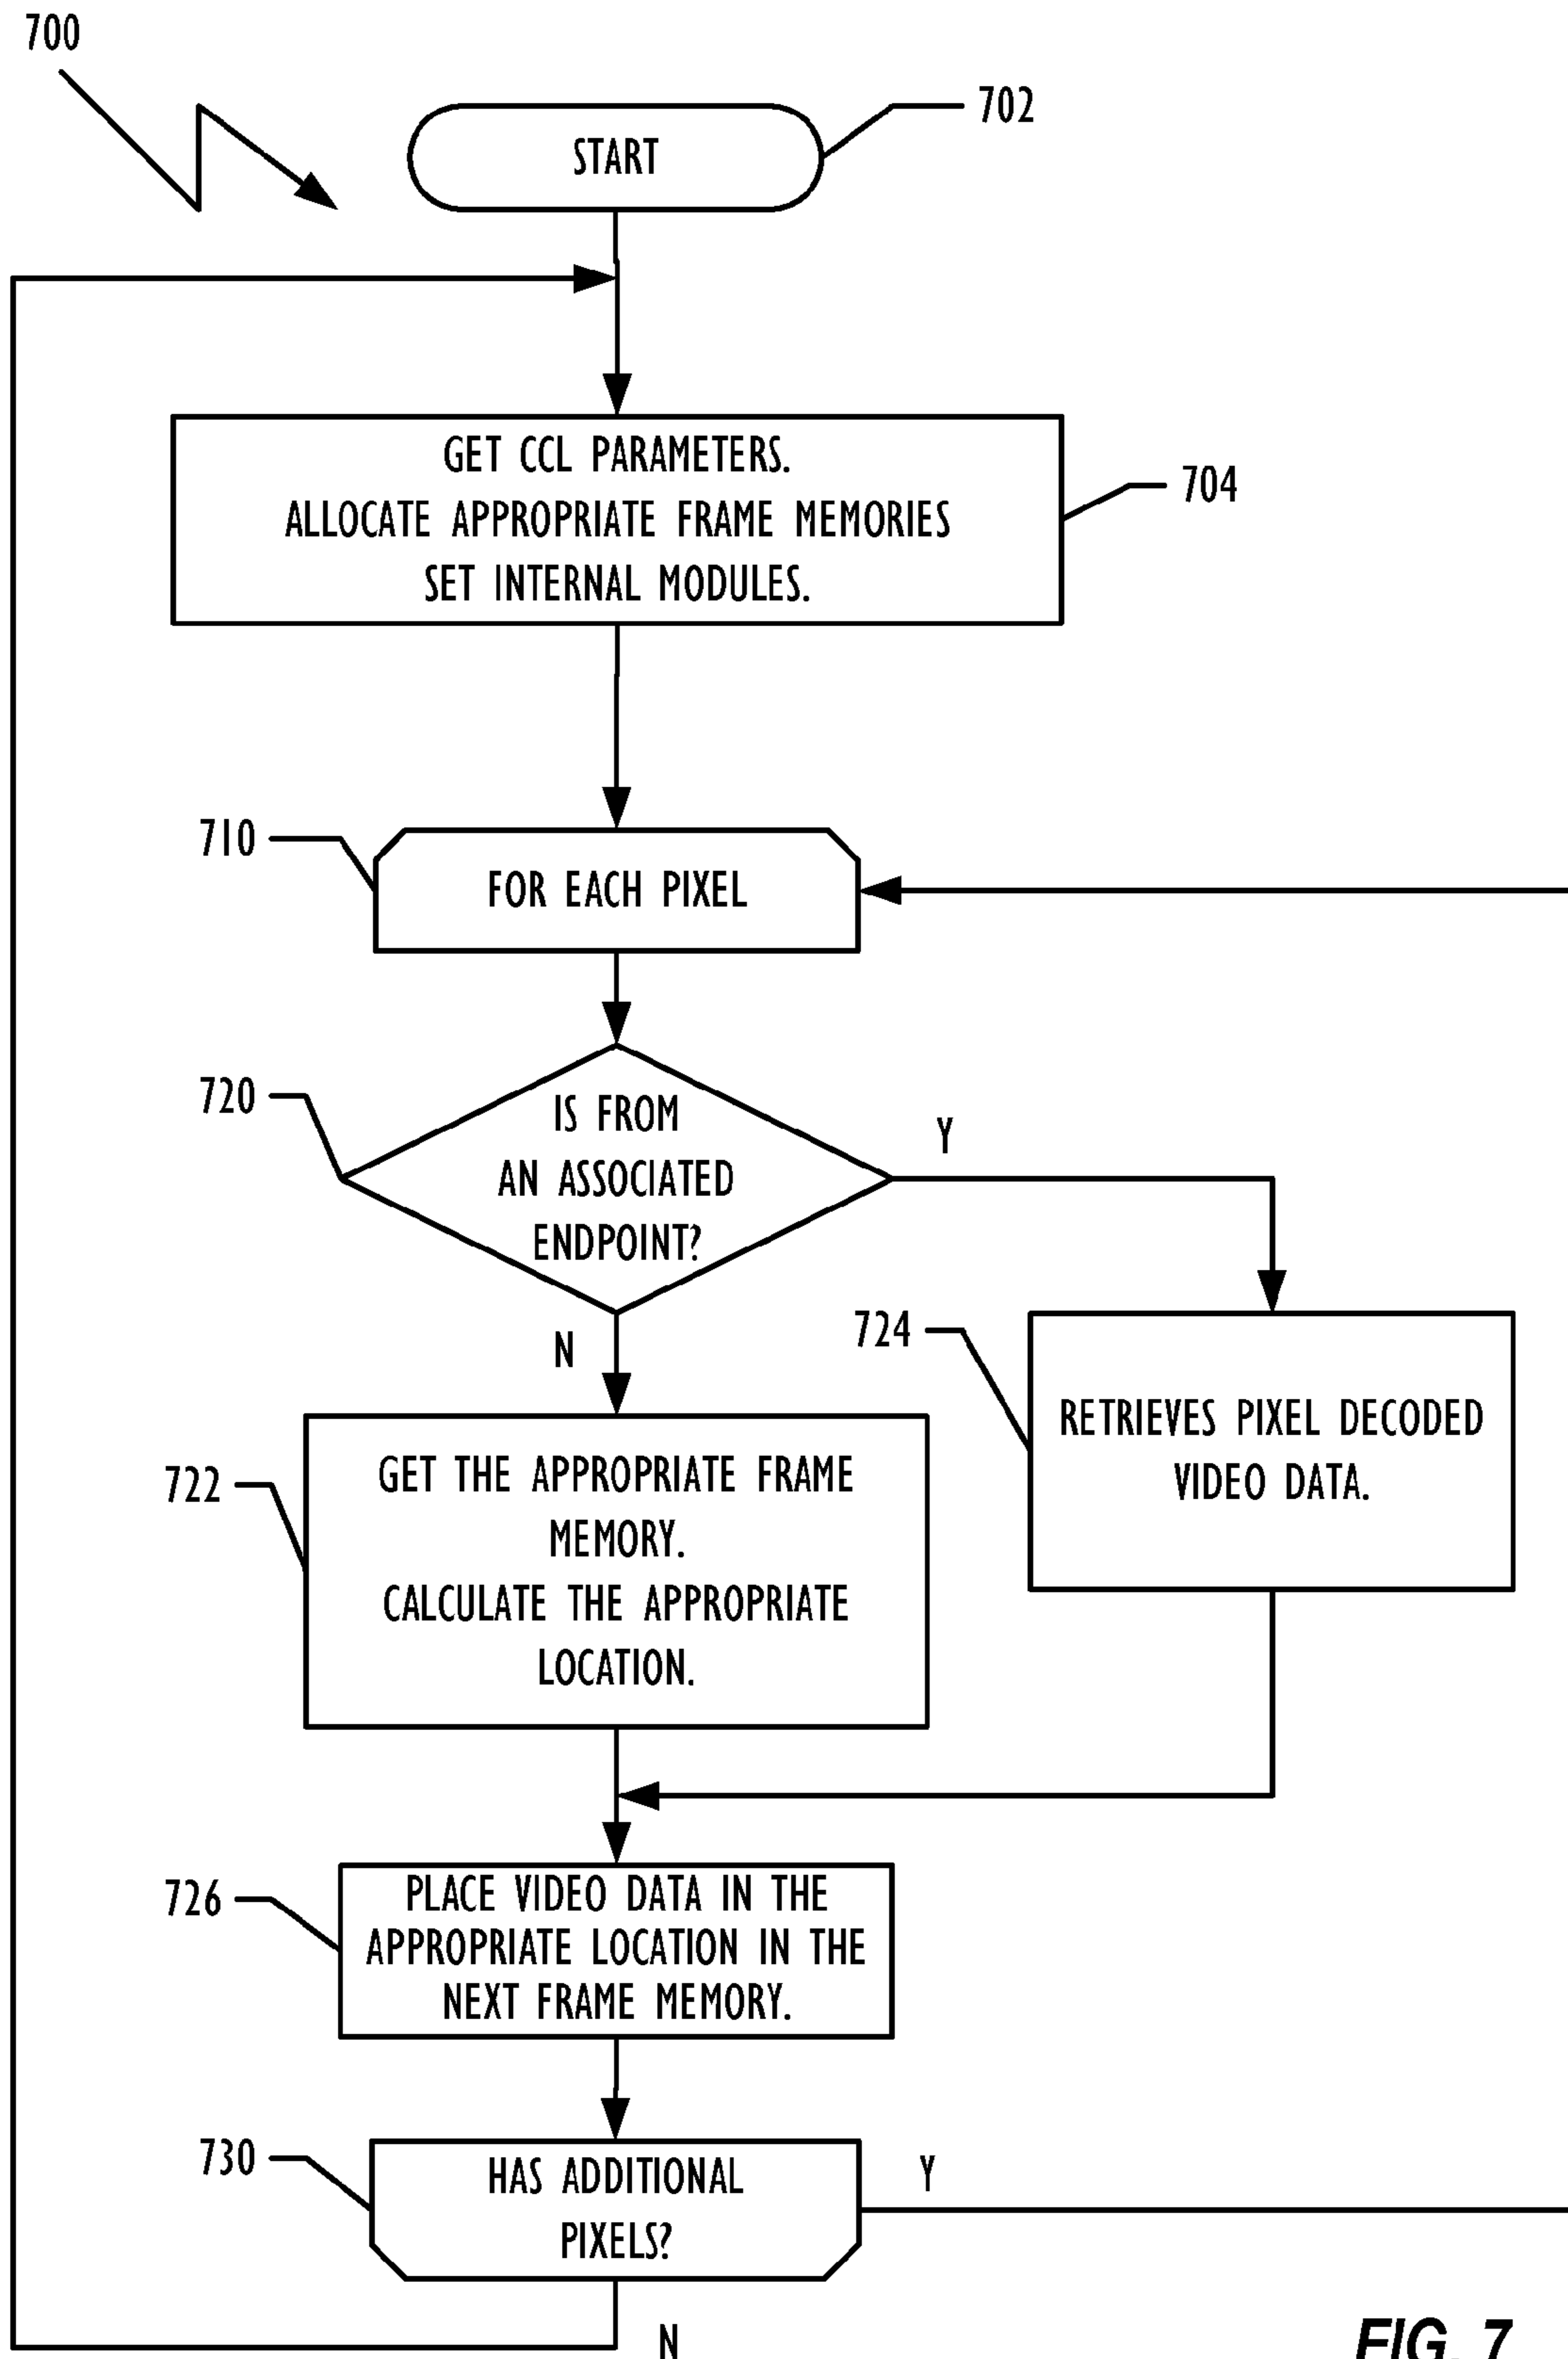 700
702
START
GET CCL PARAMETERS.
ALLOCATE APPROPRIATE FRAME MEMORIES
SET INTERNAL MODULES.
704
710
FOR EACH PIXEL
720
IS FROM
AN ASSOCIATED
ENDPOINT?
Y
N
724
RETRIEVES PIXEL DECODED
VIDEO DATA.
722
GET THE APPROPRIATE FRAME
MEMORY.
CALCULATE THE APPROPRIATE
LOCATION.
726
PLACE VIDEO DATA IN THE
APPROPRIATE LOCATION IN THE
NEXT FRAME MEMORY.
730
HAS ADDITIONAL
PIXELS?
Y
N
FIG. 7